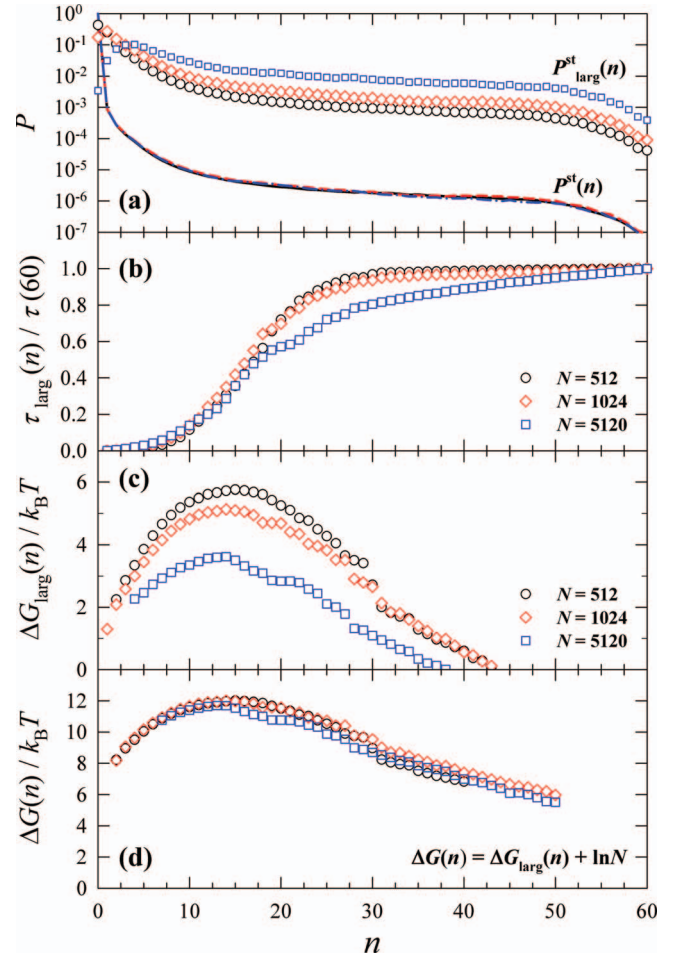 10⁰
10⁻¹
10⁻²
10⁻³
10⁻⁴
10⁻⁵
10⁻⁶
10⁻⁷
P
P^st_larg(n)
P^st(n)
(a)
1.0
0.8
0.6
0.4
0.2
0.0
τ_larg(n) / τ(60)
(b)
N = 512
N = 1024
N = 5120
6
4
2
0
ΔG_larg(n) / k_BT
(c)
N = 512
N = 1024
N = 5120
12
10
8
6
4
2
0
ΔG(n) / k_BT
(d)
ΔG(n) = ΔG_larg(n) + lnN
0 10 20 30 40 50 60
n